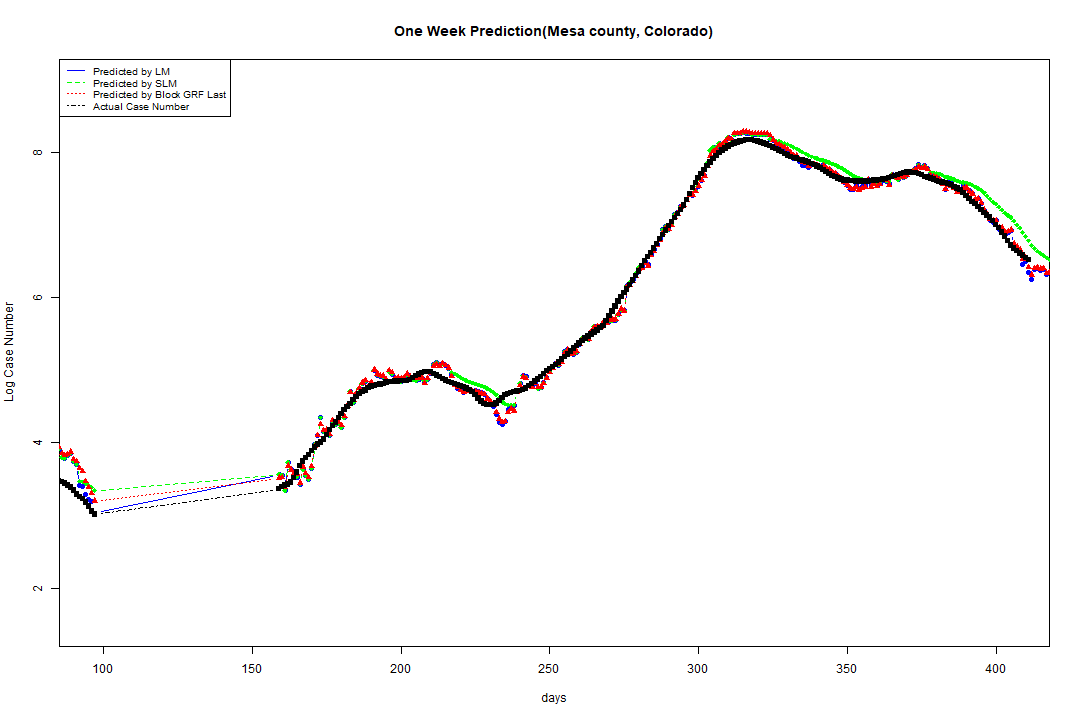 One Week Prediction(Mesa county, Colorado)
Predicted by LM
Predicted by SLM
Predicted by Block GRF Last
Actual Case Number
8
6
4
2
Log Case Number
100 150 200 250 300 350 400
days